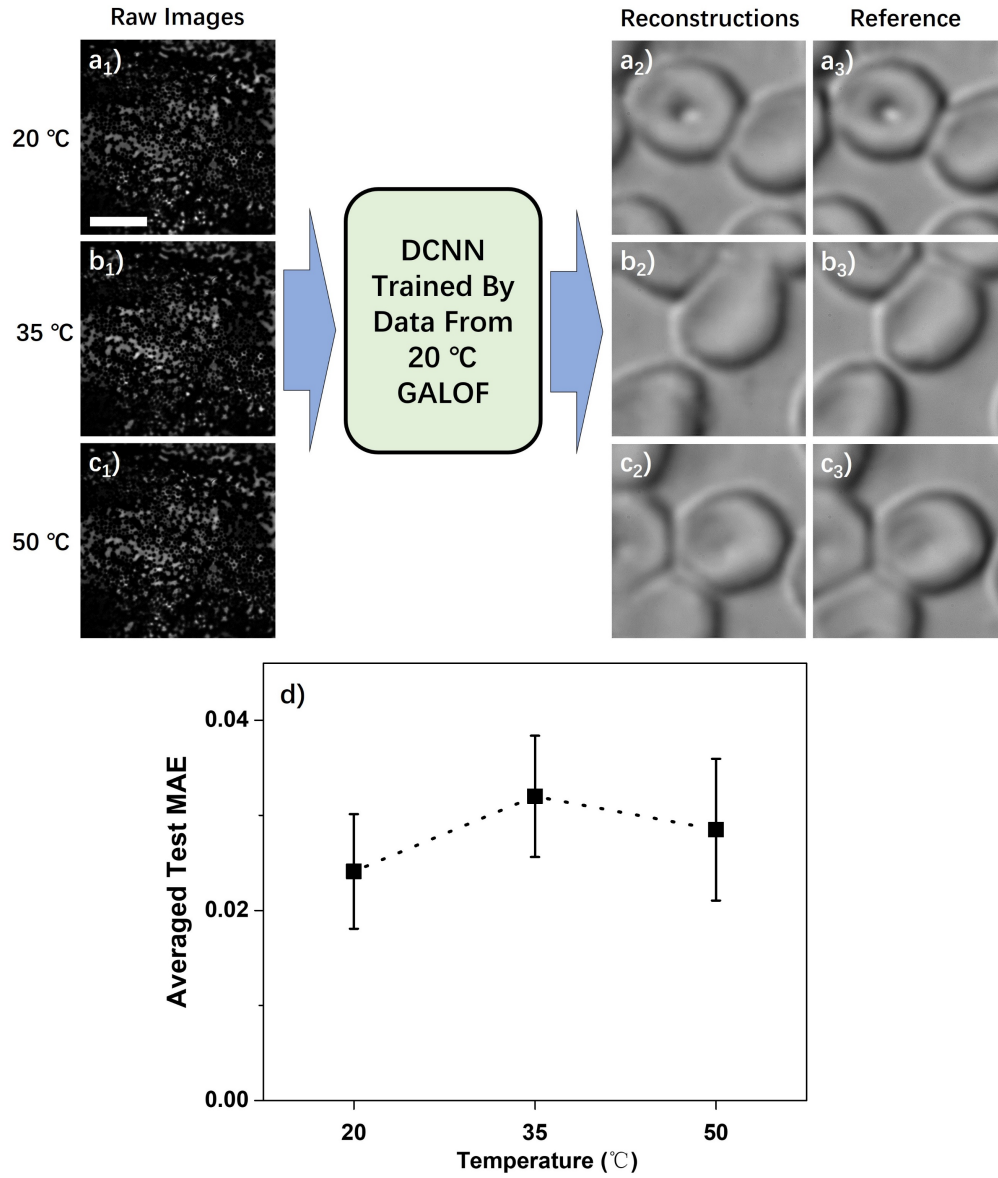 Raw Images
Reconstructions
Reference
20 ℃
a1)
a2)
a3)
35 ℃
b1)
b2)
b3)
50 ℃
c1)
c2)
c3)
DCNN
Trained By
Data From
20 ℃
GALOF
d)
Averaged Test MAE
0.04
0.02
0.00
20
35
50
Temperature (℃)